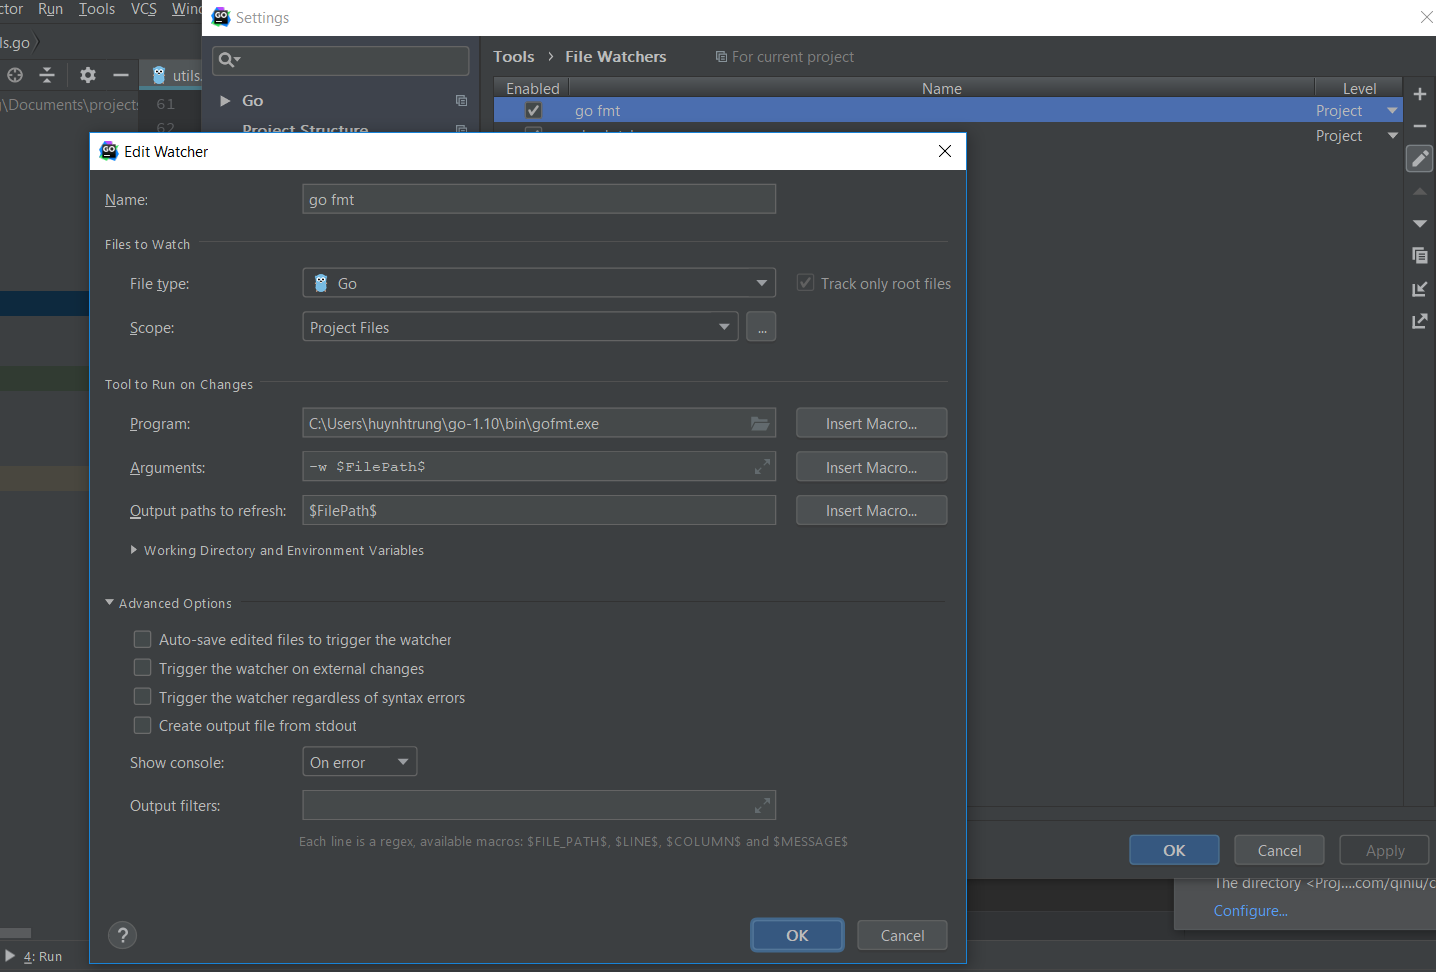 ctor Run Tools VCS Wind
Settings
ls.go
utils.
g\Documents\projects
61
62
Go
Project Structure
Tools › File Watchers For current project
Enabled Name Level
go fmt Project
Project
Edit Watcher
Name: go fmt
Files to Watch
File type: Go Track only root files
Scope: Project Files ...
Tool to Run on Changes
Program: C:\Users\huynhtrung\go-1.10\bin\gofmt.exe Insert Macro...
Arguments: -w $FilePath$ Insert Macro...
Output paths to refresh: $FilePath$ Insert Macro...
Working Directory and Environment Variables
Advanced Options
Auto-save edited files to trigger the watcher
Trigger the watcher on external changes
Trigger the watcher regardless of syntax errors
Create output file from stdout
Show console: On error
Output filters:
Each line is a regex, available macros: $FILE_PATH$, $LINE$, $COLUMN$ and $MESSAGE$
? OK Cancel
OK Cancel Apply
The directory <Proj....com/qiniu/c
Configure...
4: Run